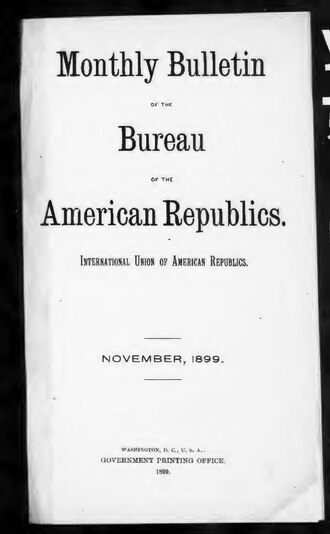 Monthly Bulletin
OF THE
Bureau
OF THE
American Republics.
International Union of American Republics.
NOVEMBER, 1899.
WASHINGTON, D. C., U. S. A.,
GOVERNMENT PRINTING OFFICE.
1899.